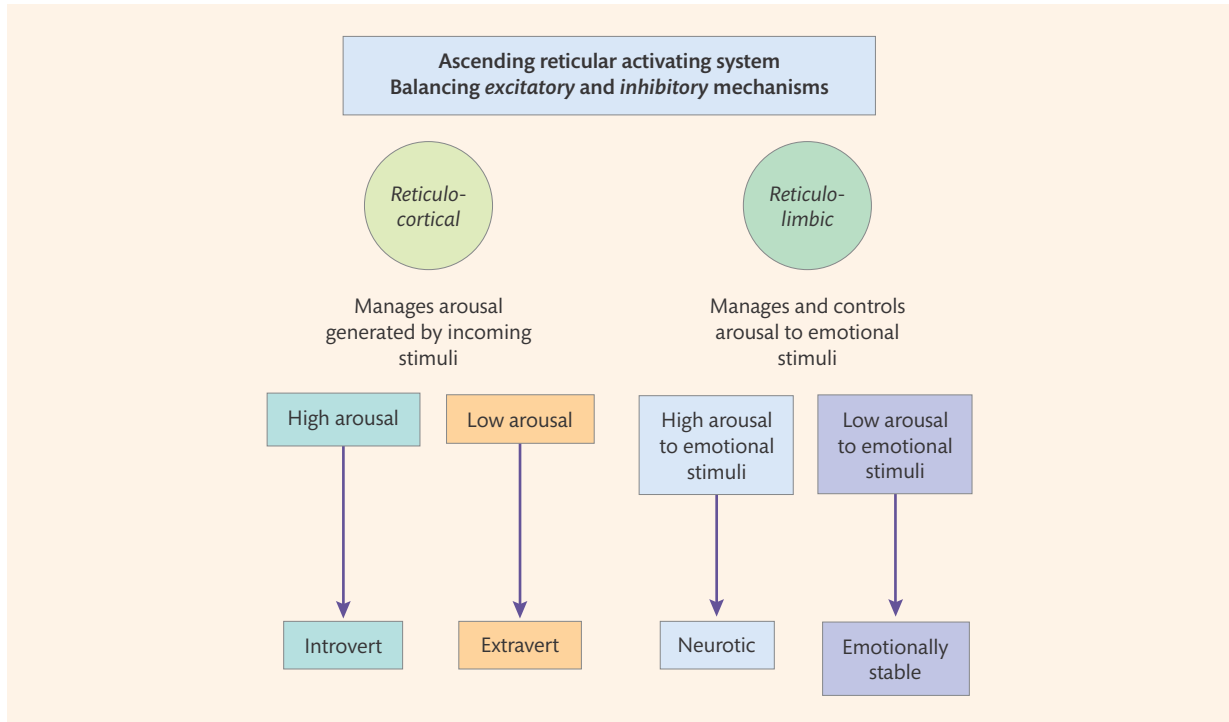 Ascending reticular activating system
Balancing excitatory and inhibitory mechanisms
Reticulo-
cortical
Reticulo-
limbic
Manages arousal
generated by incoming
stimuli
Manages and controls
arousal to emotional
stimuli
High arousal
Low arousal
High arousal
to emotional
stimuli
Low arousal
to emotional
stimuli
Introvert
Extravert
Neurotic
Emotionally
stable